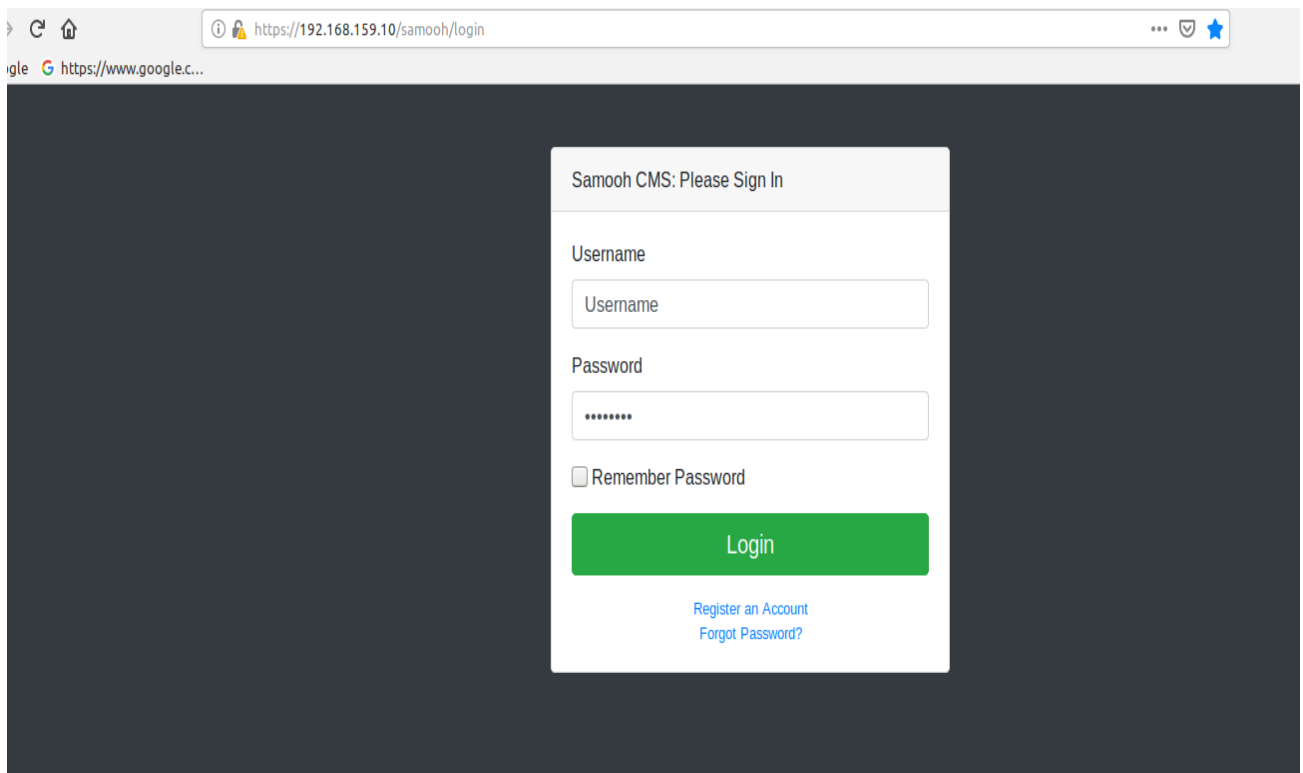 https://192.168.159.10/samooh/login
gle G https://www.google.c...
Samooh CMS: Please Sign In
Username
Username
Password
••••••••
Remember Password
Login
Register an Account
Forgot Password?